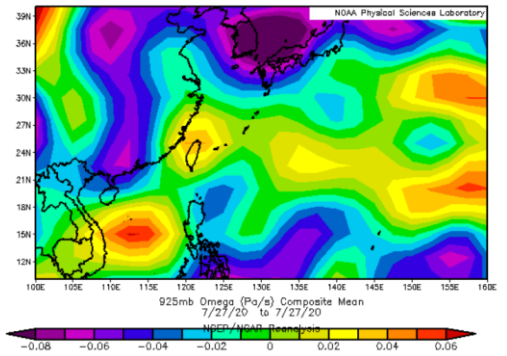 NOAA Physical Sciences Laboratory
39N
36N
33N
30N
27N
24N
21N
18N
15N
12N
100E 105E 110E 115E 120E 125E 130E 135E 140E 145E 150E 155E 160E
925mb Omega (Pa/s) Composite Mean
7/27/20 to 7/27/20
NCEP/NCAR Reanalysis
-0.08 -0.06 -0.04 -0.02 0 0.02 0.04 0.06